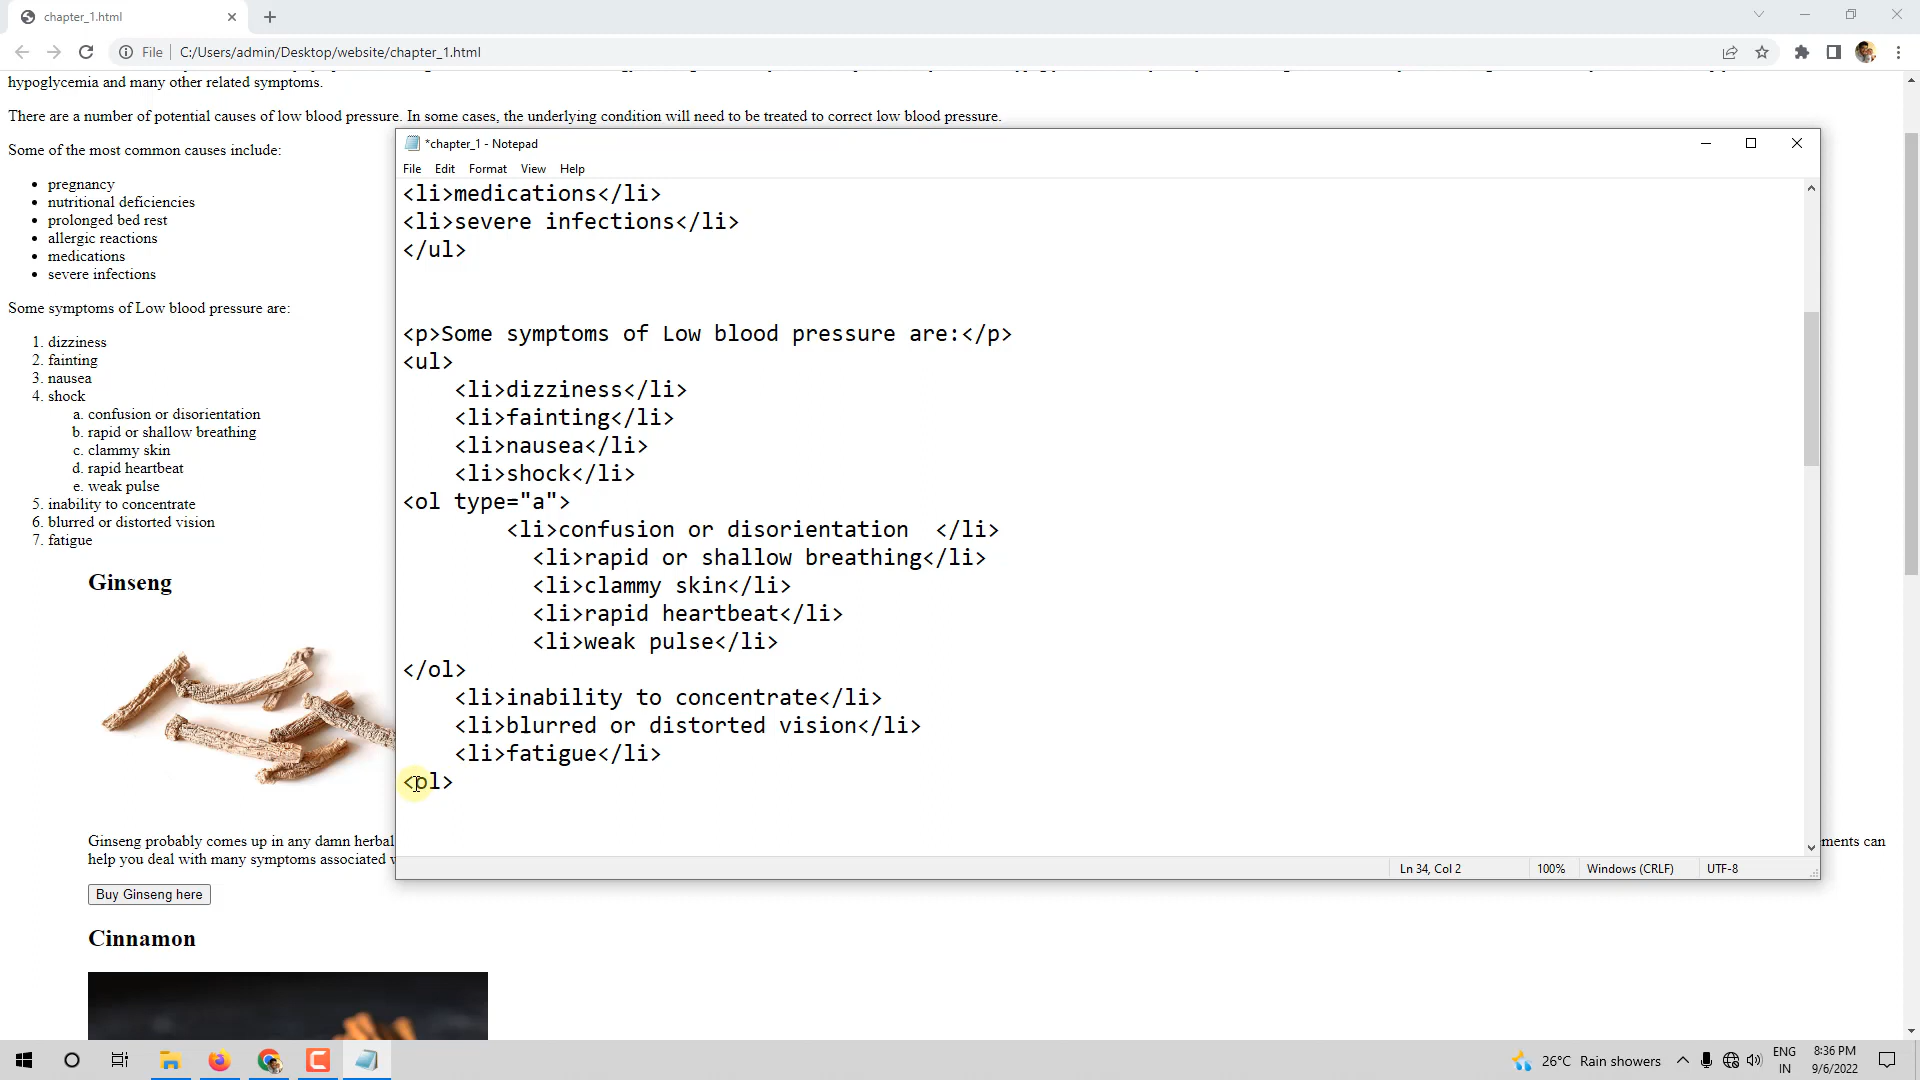 chapter_1.html
File
C:/Users/admin/Desktop/website/chapter_1.html
hypoglycemia and many other related symptoms.
There are a number of potential causes of low blood pressure. In some cases, the underlying condition will need to be treated to correct low blood pressure.
Some of the most common causes include:
• pregnancy
• nutritional deficiencies
• prolonged bed rest
• allergic reactions
• medications
• severe infections
Some symptoms of Low blood pressure are:
1. dizziness
2. fainting
3. nausea
4. shock
a. confusion or disorientation
b. rapid or shallow breathing
c. clammy skin
d. rapid heartbeat
e. weak pulse
5. inability to concentrate
6. blurred or distorted vision
7. fatigue
Ginseng
Ginseng probably comes up in any damn herbal
ments can
help you deal with many symptoms associated
Buy Ginseng here
Cinnamon
*chapter_1 - Notepad
File Edit Format View Help
<li>medications</li>
<li>severe infections</li>
</ul>
<p>Some symptoms of Low blood pressure are:</p>
<ul>
<li>dizziness</li>
<li>fainting</li>
<li>nausea</li>
<li>shock</li>
<ol type="a">
<li>confusion or disorientation  </li>
<li>rapid or shallow breathing</li>
<li>clammy skin</li>
<li>rapid heartbeat</li>
<li>weak pulse</li>
</ol>
<li>inability to concentrate</li>
<li>blurred or distorted vision</li>
<li>fatigue</li>
Ln 34, Col 2
100%
Windows (CRLF)
UTF-8
26°C Rain showers
ENG
IN
8:36 PM
9/6/2022